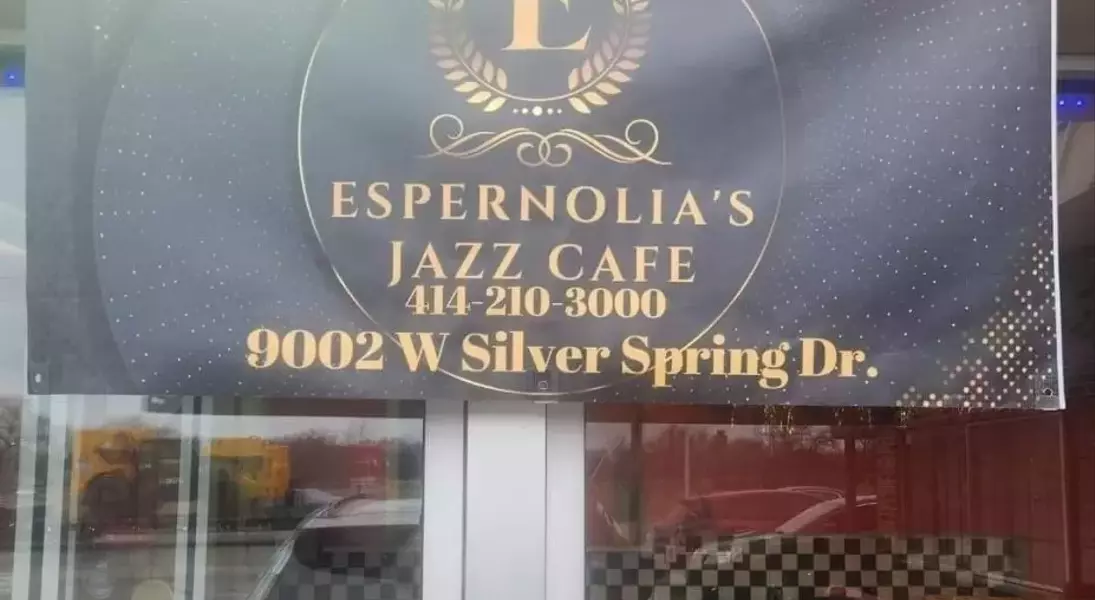 E
ESPERNOLIA'S
JAZZ CAFE
414-210-3000
9002 W Silver Spring Dr.